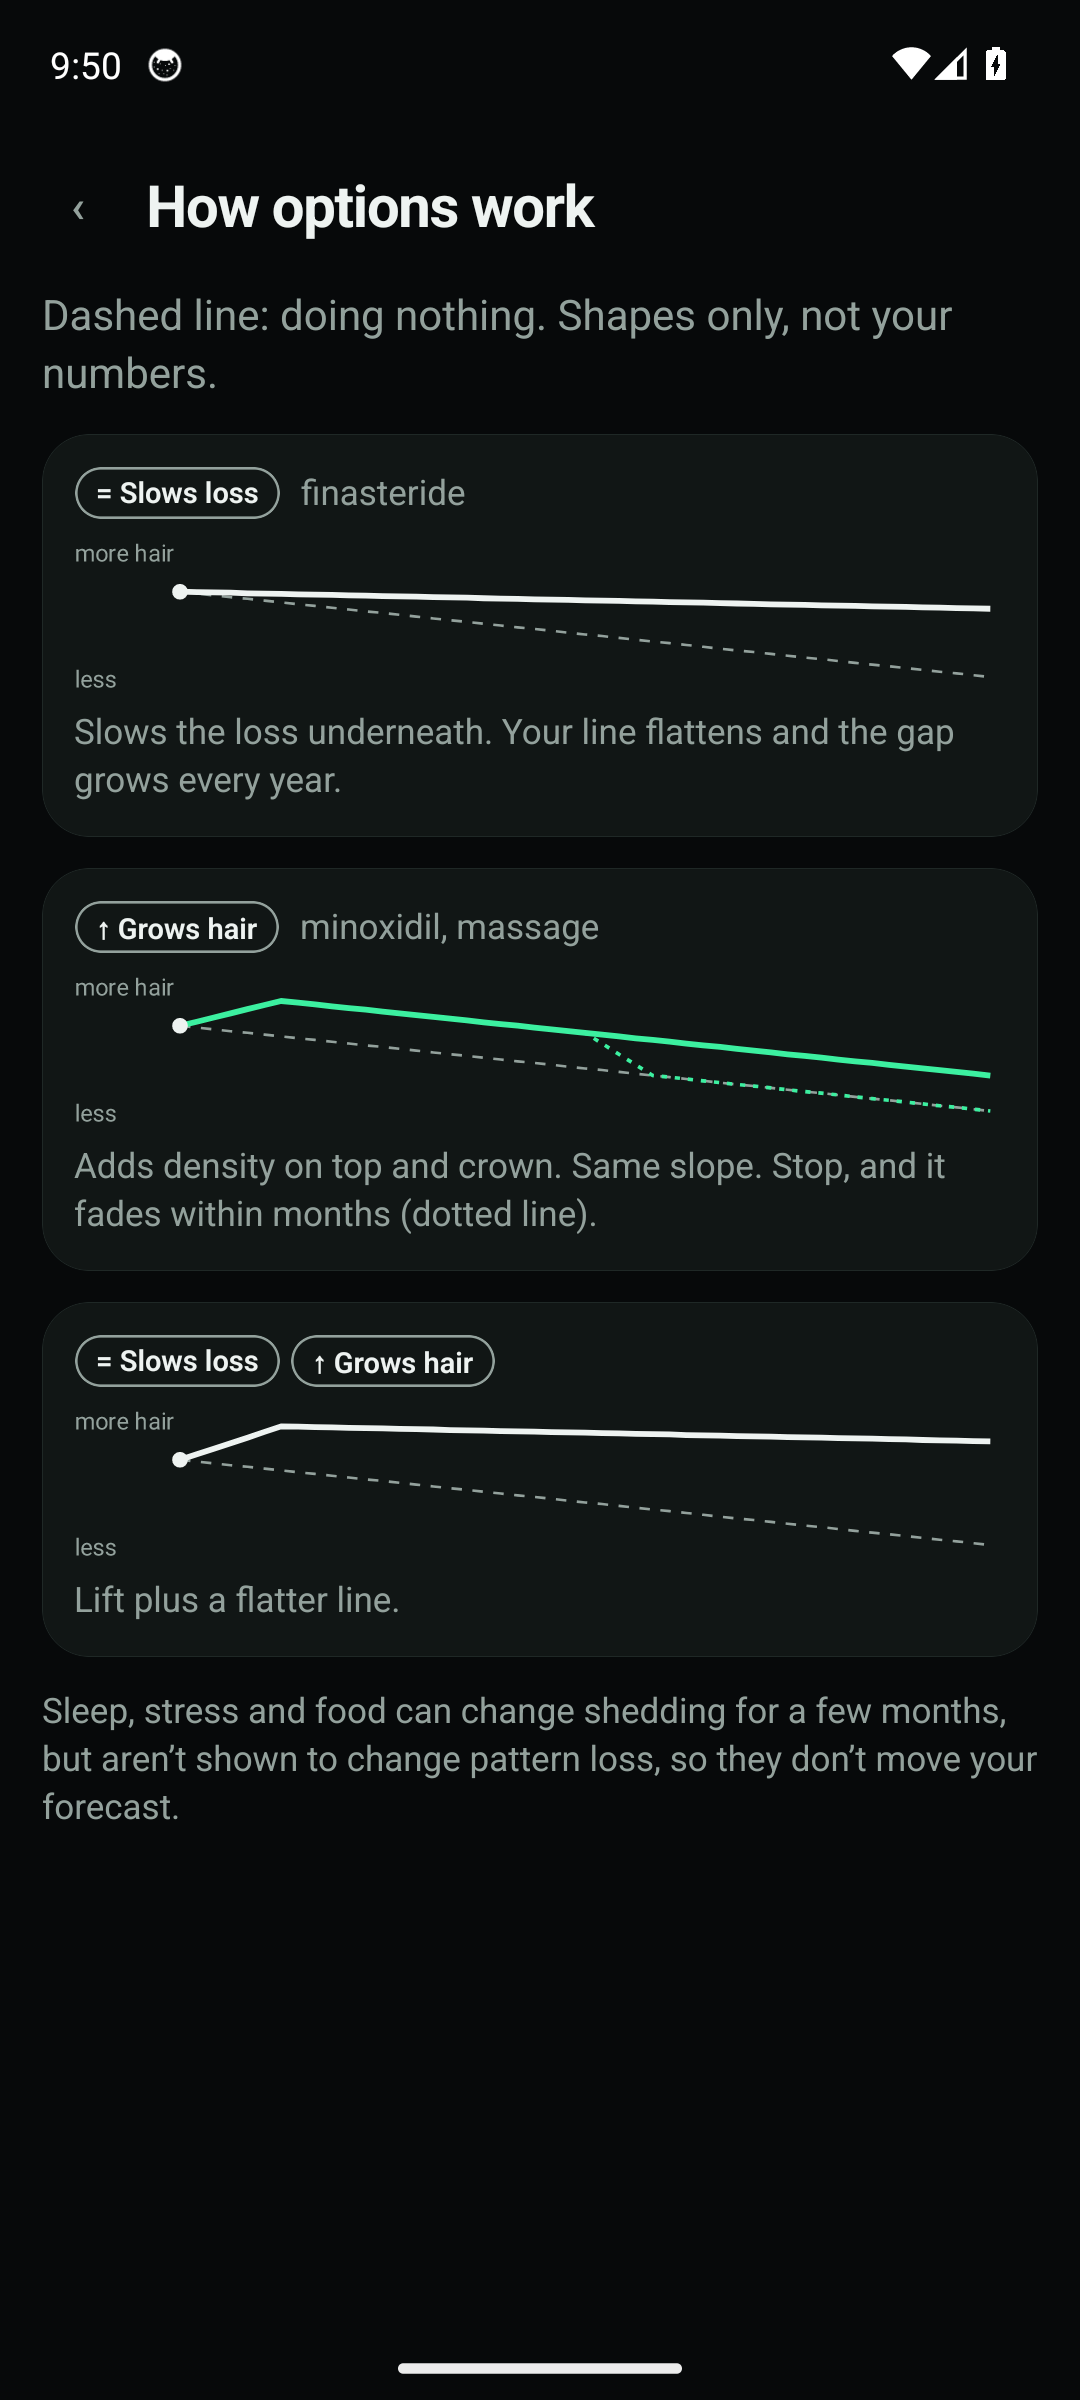 9:50
‹ How options work
Dashed line: doing nothing. Shapes only, not your
numbers.
= Slows loss finasteride
more hair
less
Slows the loss underneath. Your line flattens and the gap
grows every year.
↑ Grows hair minoxidil, massage
more hair
less
Adds density on top and crown. Same slope. Stop, and it
fades within months (dotted line).
= Slows loss ↑ Grows hair
more hair
less
Lift plus a flatter line.
Sleep, stress and food can change shedding for a few months,
but aren’t shown to change pattern loss, so they don’t move your
forecast.